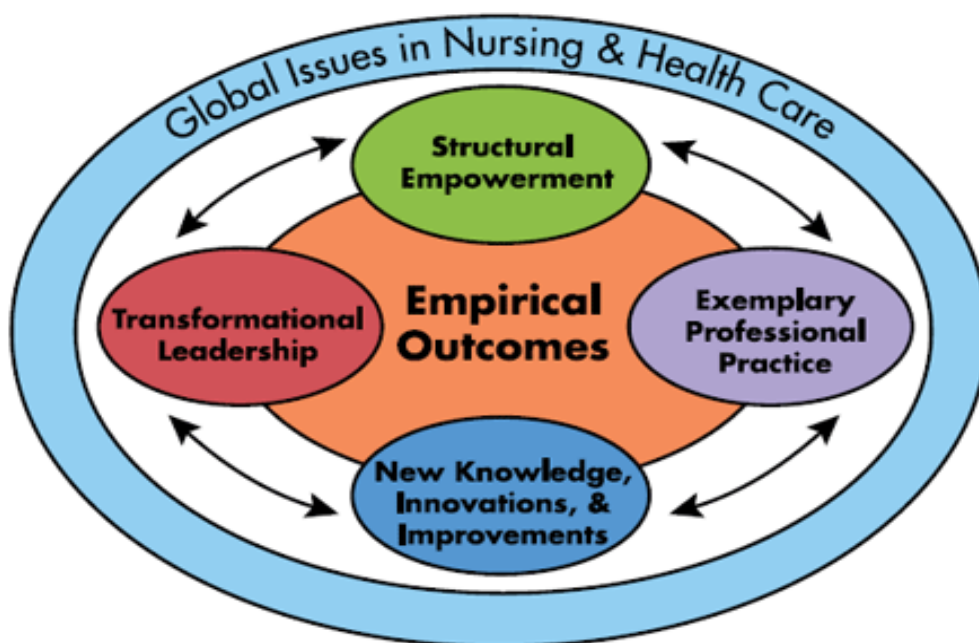 Global Issues in Nursing & Health Care
Structural
Empowerment
Transformational
Leadership
Empirical
Outcomes
Exemplary
Professional
Practice
New Knowledge,
Innovations, &
Improvements